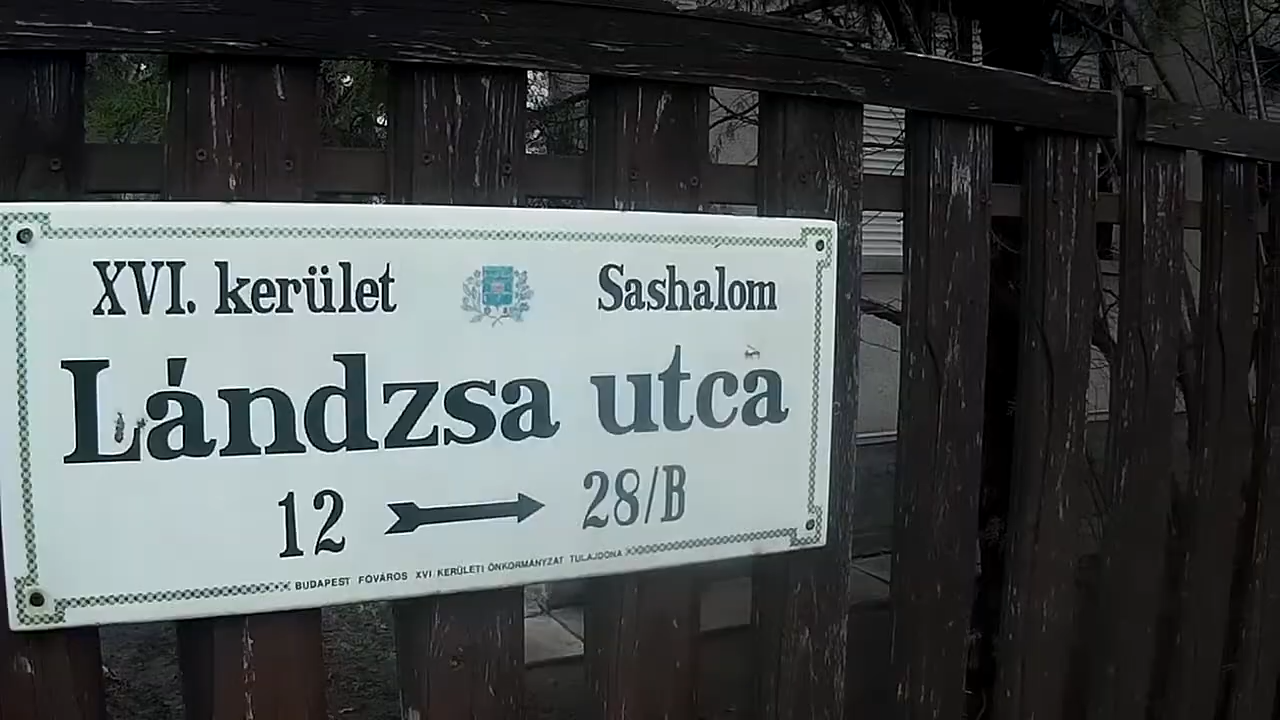 XVI. kerület Sashalom
Lándzsa utca
12 → 28/B
BUDAPEST FŐVÁROS XVI KERÜLETI ÖNKORMÁNYZAT TULAJDONA